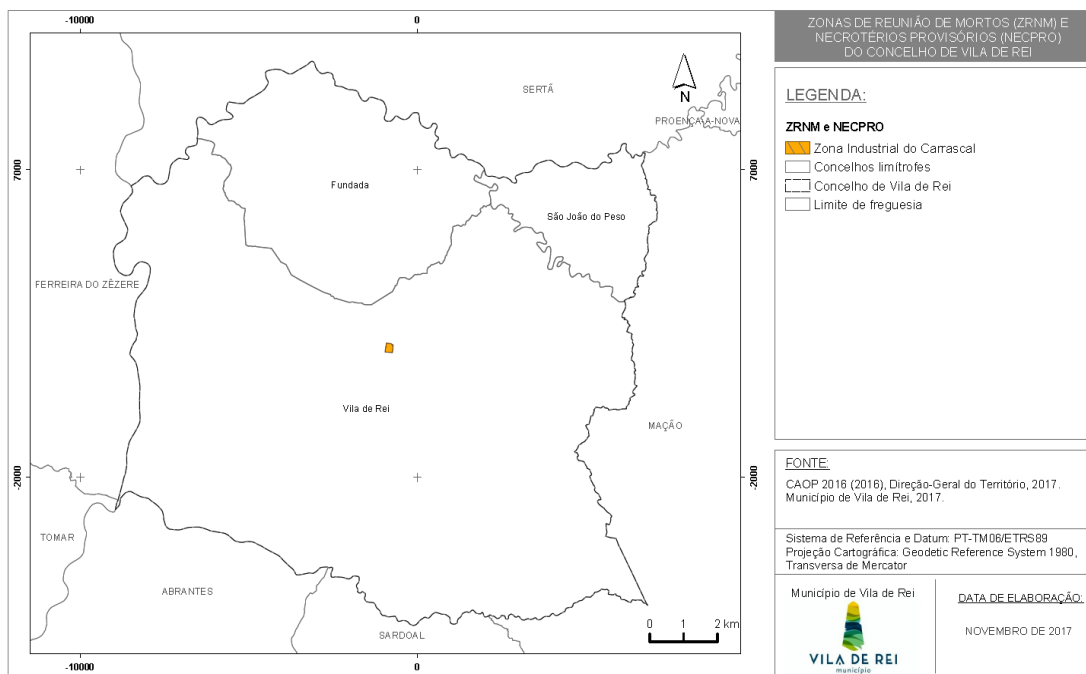 -10000
0
ZONAS DE REUNIÃO DE MORTOS (ZRNM) E
NECROTÉRIOS PROVISÓRIOS (NECPRO)
DO CONCELHO DE VILA DE REI
SERTÃ
N
PROENÇA-A-NOVA
LEGENDA:
ZRNM e NECPRO
Zona Industrial do Carrascal
Concelhos limítrofes
Concelho de Vila de Rei
Limite de freguesia
7000
7000
Fundada
São João do Peso
FERREIRA DO ZÊZERE
Vila de Rei
MAÇÃO
-2000
-2000
TOMAR
ABRANTES
SARDOAL
0 1 2 km
-10000
0
FONTE:
CAOP 2016 (2016), Direção-Geral do Território, 2017.
Município de Vila de Rei, 2017.
Sistema de Referência e Datum: PT-TM06/ETRS89
Projeção Cartográfica: Geodetic Reference System 1980,
Transversa de Mercator
Município de Vila de Rei
VILA DE REI
município
DATA DE ELABORAÇÃO:
NOVEMBRO DE 2017